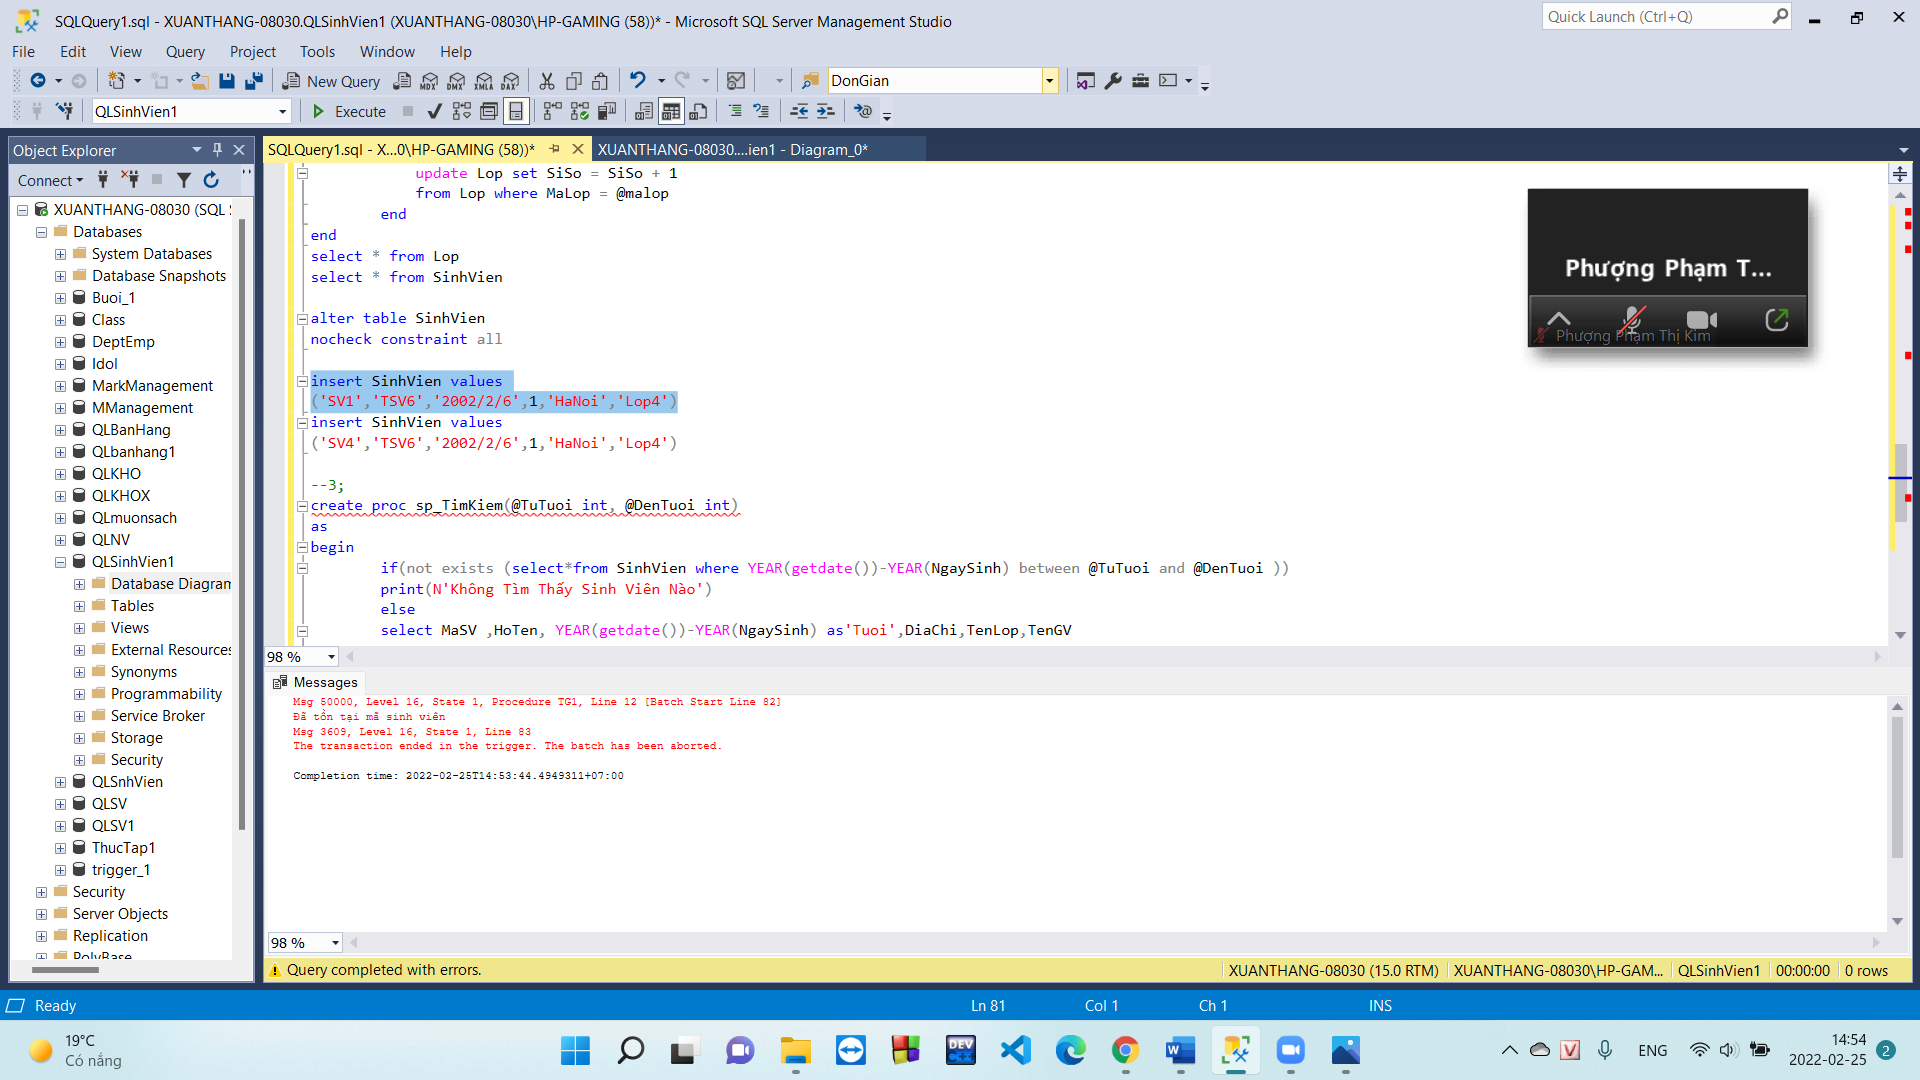 SQLQuery1.sql - XUANTHANG-08030.QLSinhVien1 (XUANTHANG-08030\HP-GAMING (58))* - Microsoft SQL Server Management Studio
Quick Launch (Ctrl+Q)
File Edit View Query Project Tools Window Help
New Query MDX DMX XMLA DAX DonGian
QLSinhVien1 Execute
Object Explorer
Connect
XUANTHANG-08030 (SQL S
Databases
System Databases
Database Snapshots
Buoi_1
Class
DeptEmp
Idol
MarkManagement
MManagement
QLBanHang
QLbanhang1
QLKHO
QLKHOX
QLmuonsach
QLNV
QLSinhVien1
Database Diagram
Tables
Views
External Resources
Synonyms
Programmability
Service Broker
Storage
Security
QLSnhVien
QLSV
QLSV1
ThucTap1
trigger_1
Security
Server Objects
Replication
PolyBase
SQLQuery1.sql - X...0\HP-GAMING (58))* XUANTHANG-08030....ien1 - Diagram_0*
update Lop set SiSo = SiSo + 1
from Lop where MaLop = @malop
end
end
select * from Lop
select * from SinhVien
alter table SinhVien
nocheck constraint all
insert SinhVien values
('SV1','TSV6','2002/2/6',1,'HaNoi','Lop4')
insert SinhVien values
('SV4','TSV6','2002/2/6',1,'HaNoi','Lop4')
--3;
create proc sp_TimKiem(@TuTuoi int, @DenTuoi int)
as
begin
if(not exists (select*from SinhVien where YEAR(getdate())-YEAR(NgaySinh) between @TuTuoi and @DenTuoi ))
print(N'Không Tìm Thấy Sinh Viên Nào')
else
select MaSV ,HoTen, YEAR(getdate())-YEAR(NgaySinh) as'Tuoi',DiaChi,TenLop,TenGV
98 %
Phượng Phạm T...
Phượng Phạm Thị Kim
Messages
Msg 50000, Level 16, State 1, Procedure TG1, Line 12 [Batch Start Line 82]
Đã tồn tại mã sinh viên
Msg 3609, Level 16, State 1, Line 83
The transaction ended in the trigger. The batch has been aborted.
Completion time: 2022-02-25T14:53:44.4949311+07:00
98 %
Query completed with errors. XUANTHANG-08030 (15.0 RTM) XUANTHANG-08030\HP-GAM... QLSinhVien1 00:00:00 0 rows
Ready Ln 81 Col 1 Ch 1 INS
19°C
Có nắng
DEV
ENG
14:54
2022-02-25
2